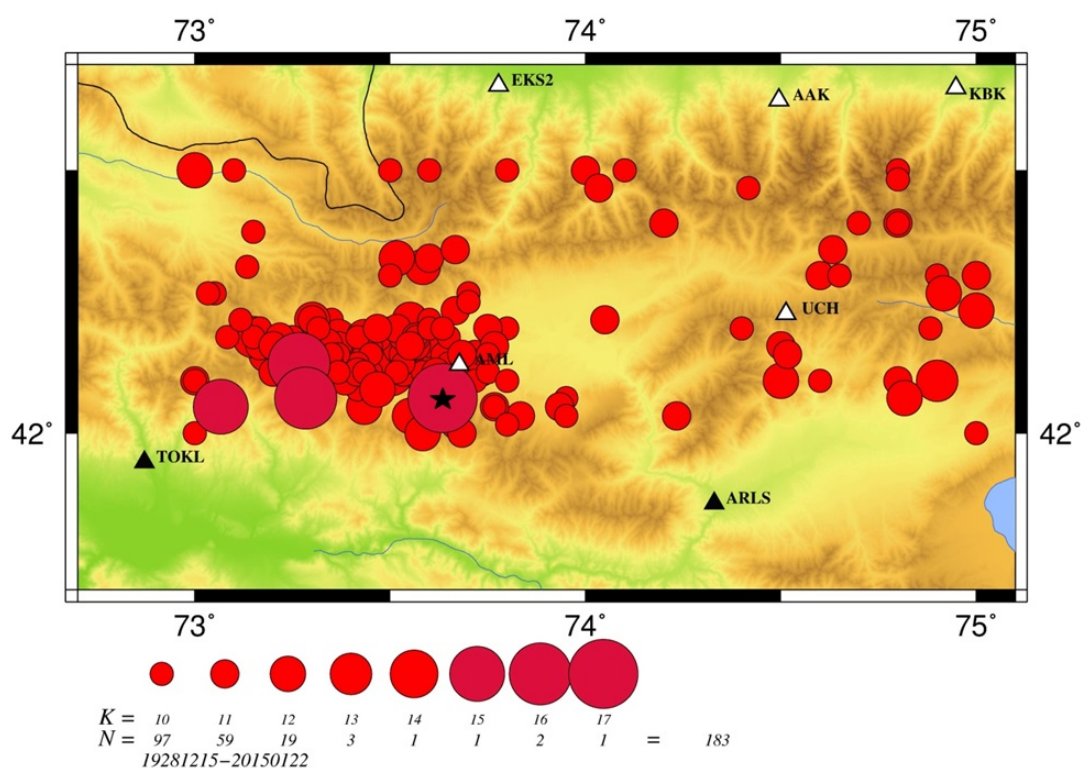 73° 74° 75°
EKS2
AAK
KBK
UCH
AML
42° 42°
TOKL
ARLS
73° 74° 75°
K = 10 11 12 13 14 15 16 17
N = 97 59 19 3 1 1 2 1 = 183
19281215-20150122